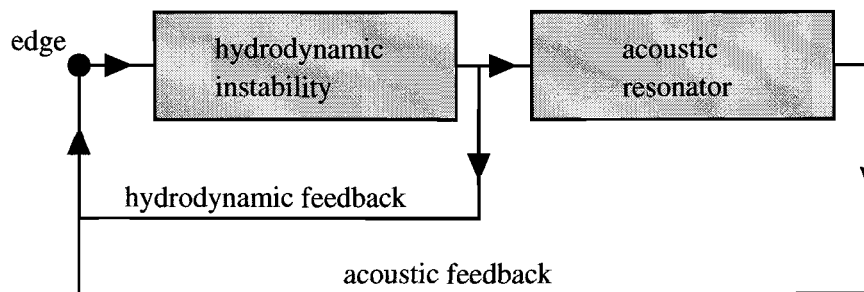 edge
hydrodynamic
instability
acoustic
resonator
hydrodynamic feedback
acoustic feedback